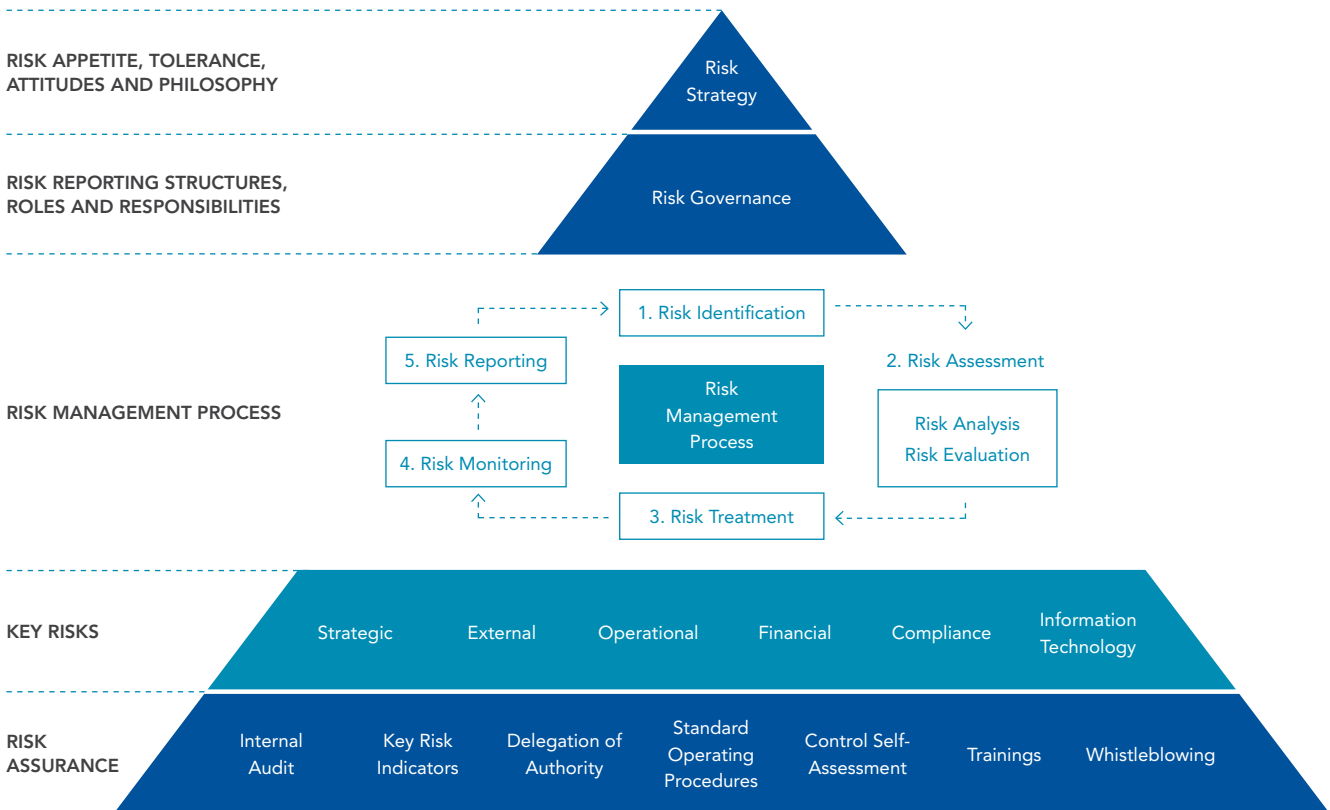 RISK APPETITE, TOLERANCE,
ATTITUDES AND PHILOSOPHY
Risk
Strategy
RISK REPORTING STRUCTURES,
ROLES AND RESPONSIBILITIES
Risk Governance
RISK MANAGEMENT PROCESS
1. Risk Identification
2. Risk Assessment
Risk Analysis
Risk Evaluation
3. Risk Treatment
4. Risk Monitoring
5. Risk Reporting
Risk
Management
Process
KEY RISKS
Strategic
External
Operational
Financial
Compliance
Information
Technology
RISK
ASSURANCE
Internal
Audit
Key Risk
Indicators
Delegation of
Authority
Standard
Operating
Procedures
Control Self-
Assessment
Trainings
Whistleblowing